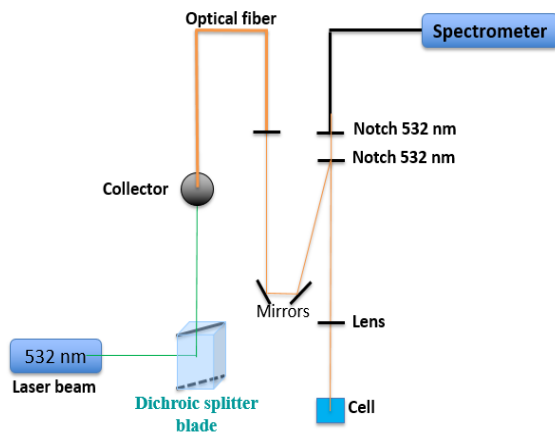 Optical fiber
Spectrometer
Notch 532 nm
Notch 532 nm
Collector
Mirrors
Lens
532 nm
Laser beam
Dichroic splitter
blade
Cell